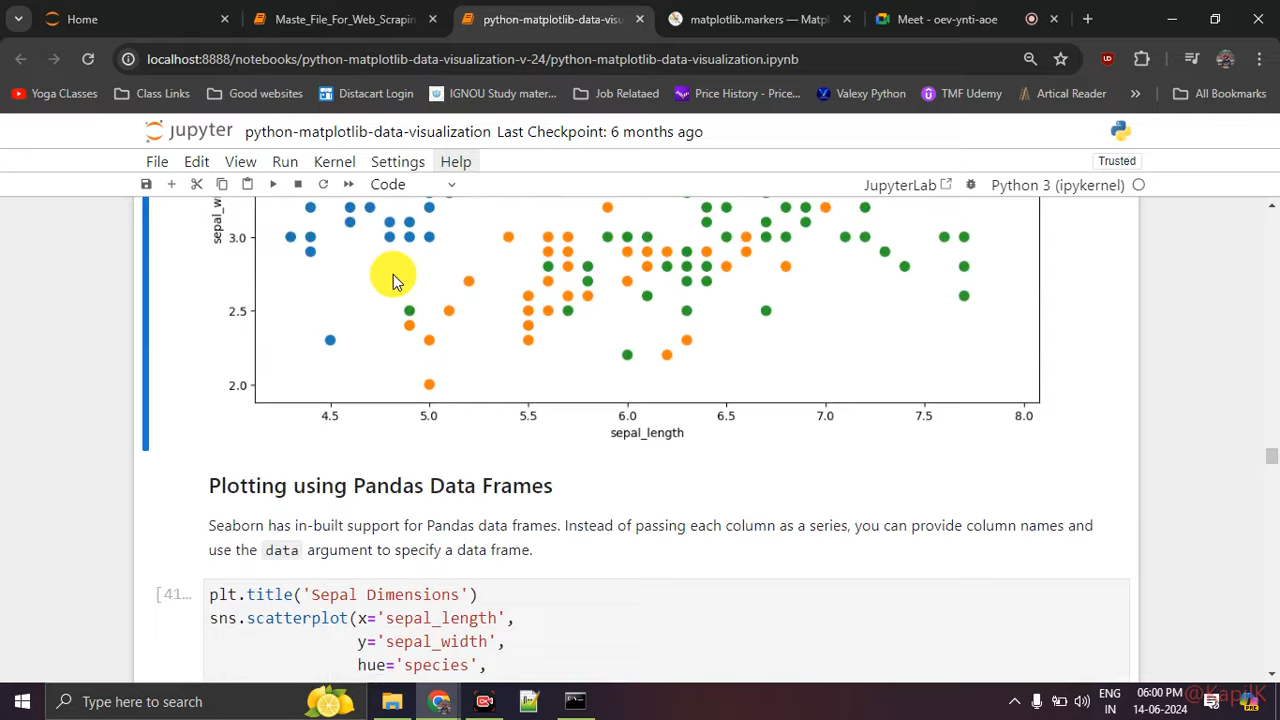 Home
Maste_File_For_Web_Scrapin
python-matplotlib-data-visu
matplotlib.markers — Matpl
Meet - oev-ynti-aoe
localhost:8888/notebooks/python-matplotlib-data-visualization-v-24/python-matplotlib-data-visualization.ipynb
Yoga CLasses
Class Links
Good websites
Distacart Login
IGNOU Study mater...
Job Relataed
Price History - Price...
Valexy Python
TMF Udemy
Artical Reader
All Bookmarks
jupyter
python-matplotlib-data-visualization Last Checkpoint: 6 months ago
File Edit View Run Kernel Settings Help
Trusted
Code
JupyterLab
Python 3 (ipykernel)
3.0
2.5
2.0
4.5 5.0 5.5 6.0 6.5 7.0 7.5 8.0
sepal_length
Plotting using Pandas Data Frames
Seaborn has in-built support for Pandas data frames. Instead of passing each column as a series, you can provide column names and
use the data argument to specify a data frame.
[41...
plt.title('Sepal Dimensions')
sns.scatterplot(x='sepal_length',
y='sepal_width',
hue='species',
Type here to search
ENG
IN
06:00 PM
14-06-2024
@KapilK